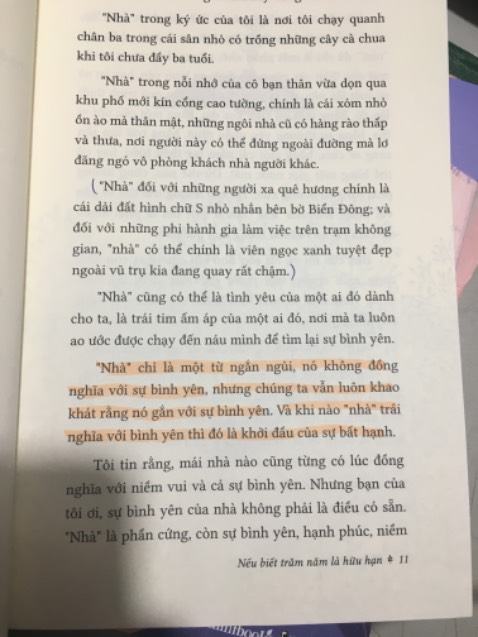 "Nhà" trong ký ức của tôi là nơi tôi chạy quanh
chân ba trong cái sân nhỏ có trồng những cây cà chua
khi tôi chưa đầy ba tuổi.
"Nhà" trong nỗi nhớ của cô bạn thân vừa dọn qua
khu phố mới kín cổng cao tường, chính là cái xóm nhỏ
ồn ào mà thân mật, những ngôi nhà cũ có hàng rào thấp
và thưa, nơi người này có thể đứng ngoài đường mà lơ
đãng ngó vô phòng khách nhà người khác.
("Nhà" đối với những người xa quê hương chính là
cái dải đất hình chữ S nhỏ nhắn bên bờ Biển Đông; và
đối với những phi hành gia làm việc trên trạm không
gian, "nhà" có thể chính là viên ngọc xanh tuyệt đẹp
ngoài vũ trụ kia đang quay rất chậm.)
"Nhà" cũng có thể là tình yêu của một ai đó dành
cho ta, là trái tim ấm áp của một ai đó, nơi mà ta luôn
ao ước được chạy đến náu mình để tìm lại sự bình yên.
"Nhà" chỉ là một từ ngắn ngủi, nó không đồng
nghĩa với sự bình yên, nhưng chúng ta vẫn luôn khao
khát rằng nó gắn với sự bình yên. Và khi nào "nhà" trái
nghĩa với bình yên thì đó là khởi đầu của sự bất hạnh.
Tôi tin rằng, mái nhà nào cũng từng có lúc đồng
nghĩa với niềm vui và cả sự bình yên. Nhưng bạn của
tôi ơi, sự bình yên của nhà không phải là điều có sẵn.
"Nhà" là phần cứng, còn sự bình yên, hạnh phúc, niềm
Nếu biết trăm năm là hữu hạn * 11